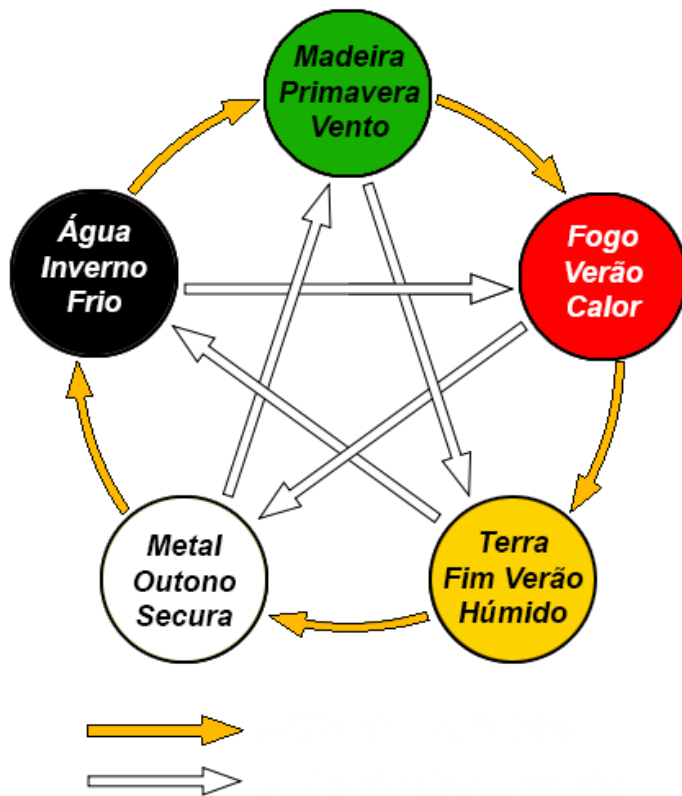 Madeira
Primavera
Vento
Água
Inverno
Frio
Fogo
Verão
Calor
Metal
Outono
Secura
Terra
Fim Verão
Húmido